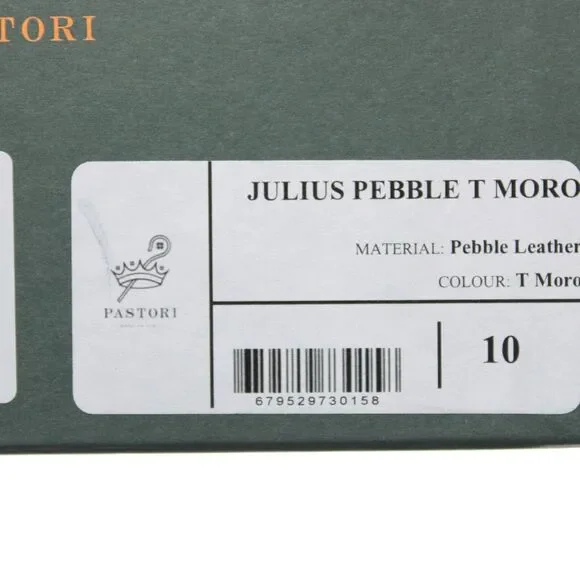 TORI
JULIUS PEBBLE T MORO
MATERIAL: Pebble Leather
COLOUR: T Moro
PASTORI
10
679529730158